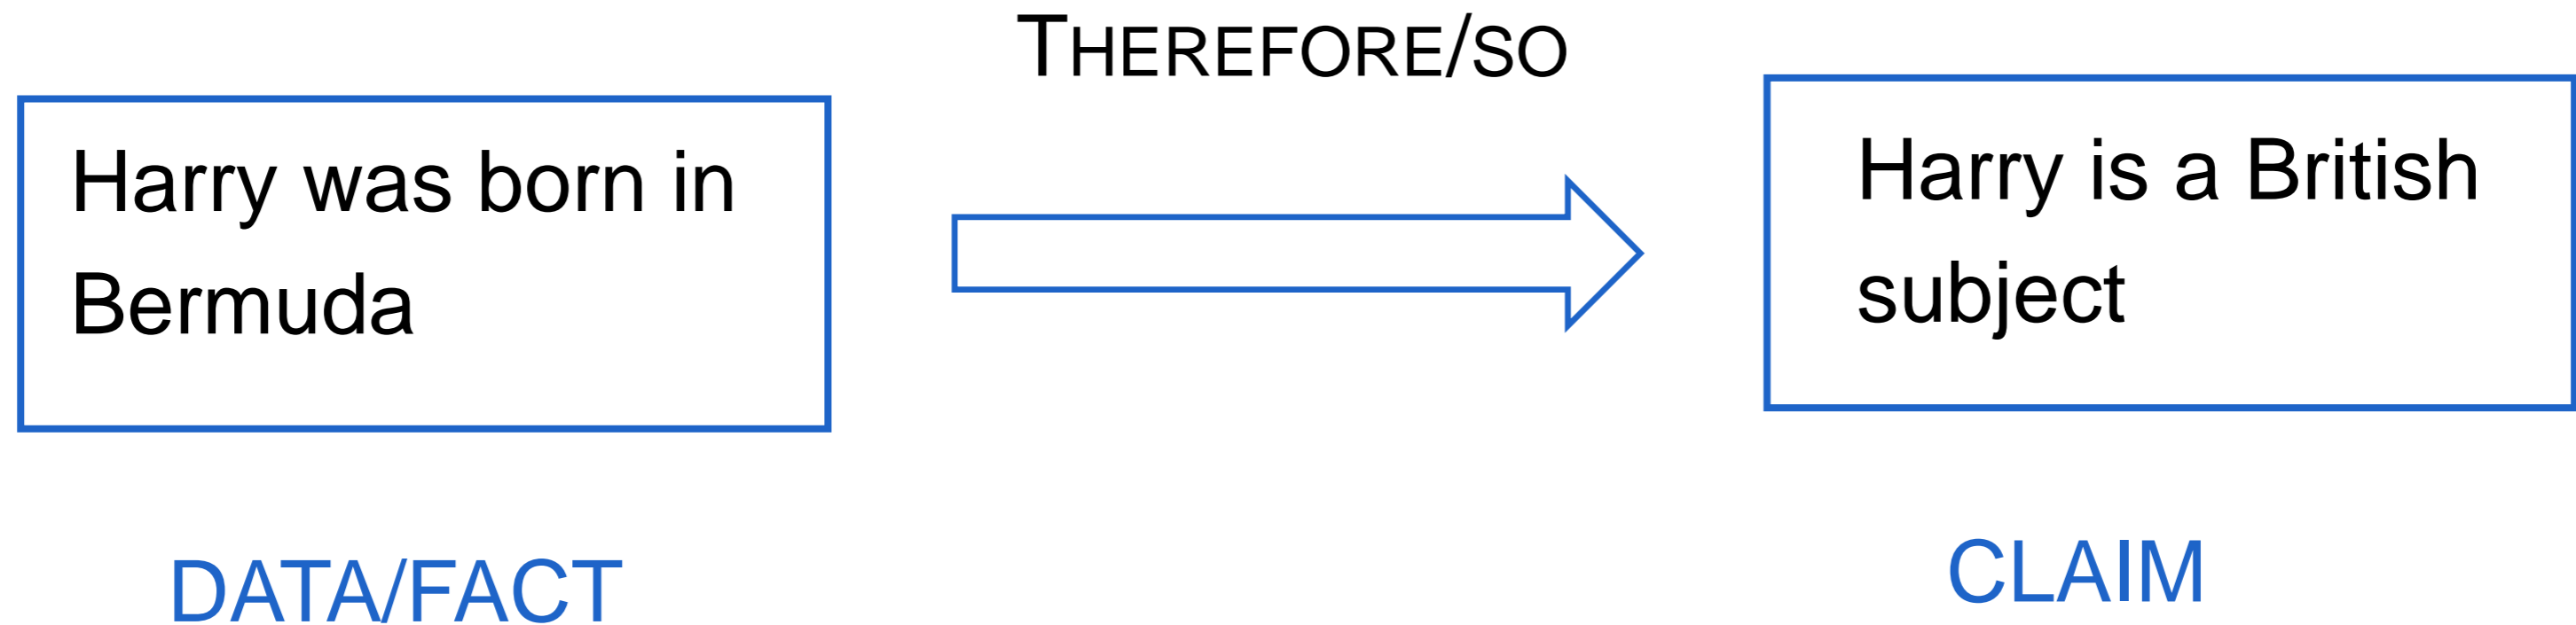 THEREFORE/SO
Harry was born in
Bermuda
Harry is a British
subject
DATA/FACT
CLAIM